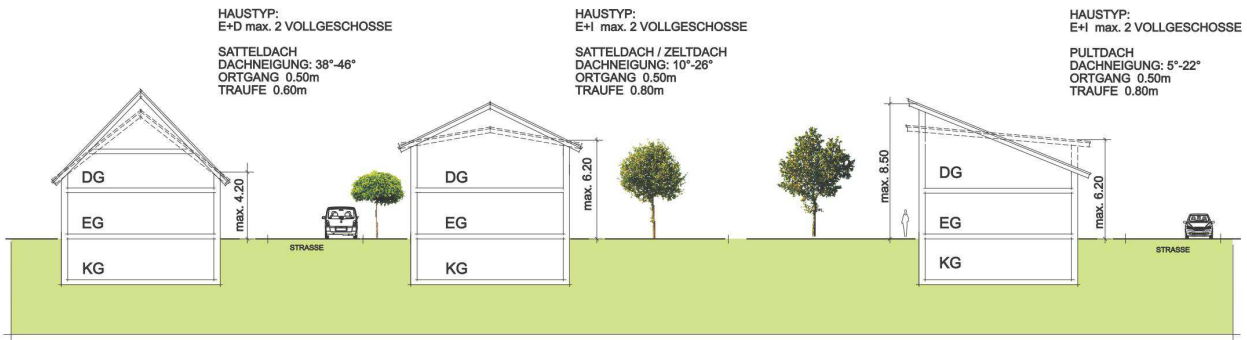 HAUSTYP:
E+D max. 2 VOLLGESCHOSSE
SATTELDACH
DACHNEIGUNG: 38°-46°
ORTGANG 0.50m
TRAUFE 0.60m
HAUSTYP:
E+I max. 2 VOLLGESCHOSSE
SATTELDACH / ZELTDACH
DACHNEIGUNG: 10°-26°
ORTGANG 0.50m
TRAUFE 0.80m
HAUSTYP:
E+I max. 2 VOLLGESCHOSSE
PULTDACH
DACHNEIGUNG: 5°-22°
ORTGANG 0.50m
TRAUFE 0.80m
DG
EG
KG
max. 4.20
STRASSE
DG
EG
KG
max. 6.20
max. 8.50
DG
EG
KG
max. 6.20
STRASSE